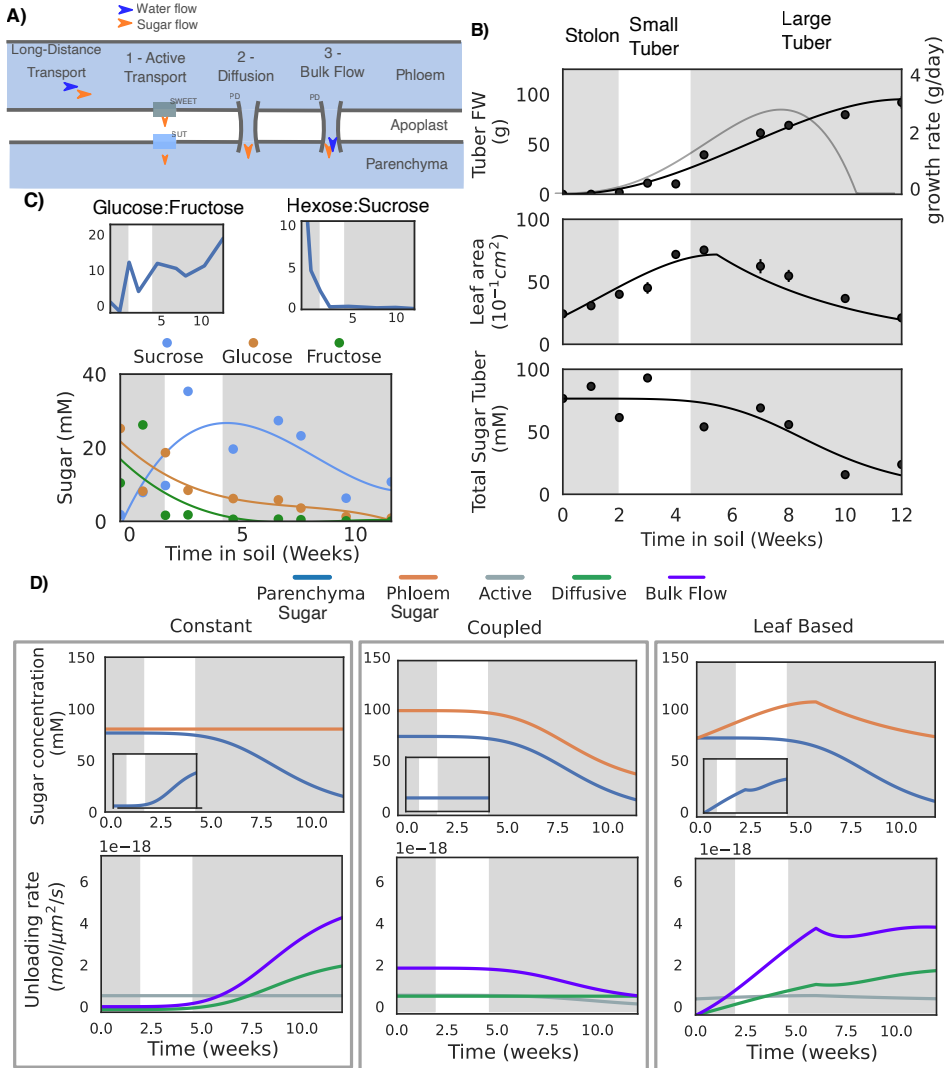 A)
Water flow
Sugar flow
Long-Distance
Transport
1 - Active
Transport
2 -
Diffusion
3 -
Bulk Flow
Phloem
SWEET
PD
PD
SUT
Apoplast
Parenchyma
B)
Stolon
Small
Tuber
Large
Tuber
Tuber FW
(g)
100
50
0
growth rate (g/day)
4
2
0
Leaf area
(10⁻¹cm²)
100
50
0
Total Sugar Tuber
(mM)
100
50
0
0 2 4 6 8 10 12
Time in soil (Weeks)
C)
Glucose:Fructose
20
10
0
5 10
Hexose:Sucrose
10
5
0
5 10
Sucrose Glucose Fructose
Sugar (mM)
40
20
0
0 5 10
Time in soil (Weeks)
D)
Parenchyma
Sugar
Phloem
Sugar
Active
Diffusive
Bulk Flow
Constant
Coupled
Leaf Based
Sugar concentration
(mM)
150
100
50
0
0.0 2.5 5.0 7.5 10.0
150
100
50
0
0.0 2.5 5.0 7.5 10.0
150
100
50
0
0.0 2.5 5.0 7.5 10.0
Unloading rate
(mol/μm²/s)
1e−18
6
4
2
0
0.0 2.5 5.0 7.5 10.0
Time (weeks)
1e−18
6
4
2
0
0.0 2.5 5.0 7.5 10.0
Time (weeks)
1e−18
6
4
2
0
0.0 2.5 5.0 7.5 10.0
Time (weeks)